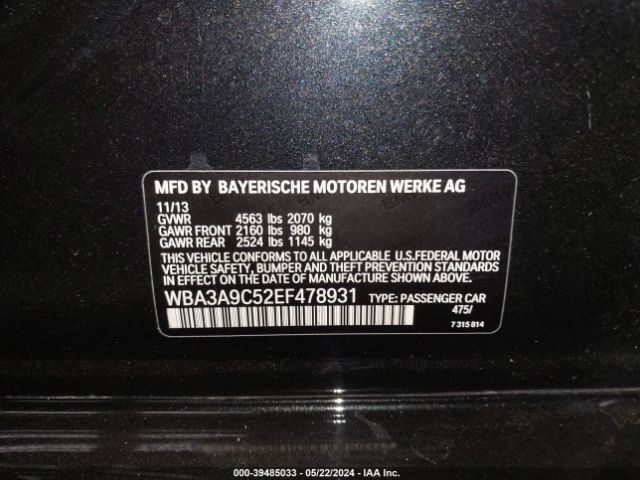 MFD BY BAYERISCHE MOTOREN WERKE AG
11/13
GVWR 4563 lbs 2070 kg
GAWR FRONT 2160 lbs 980 kg
GAWR REAR 2524 lbs 1145 kg
THIS VEHICLE CONFORMS TO ALL APPLICABLE U.S.FEDERAL MOTOR
VEHICLE SAFETY, BUMPER, AND THEFT PREVENTION
STANDARDS IN EFFECT ON THE DATE OF MANUFACTURE SHOWN ABOVE.
WBA3A9C52EF478931 TYPE: PASSENGER CAR
475/
7 315 814
000-39485033 - 05/22/2024 - IAA Inc.